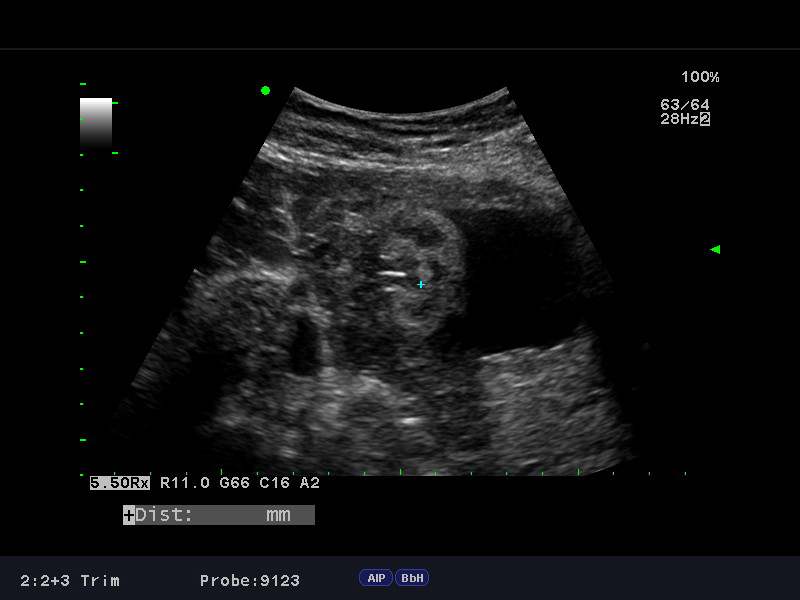 100%
63/64
28Hz2
5.50Rx R11.0 G66 C16 A2
+Dist: mm
2:2+3 Trim Probe:9123 AIP BbH